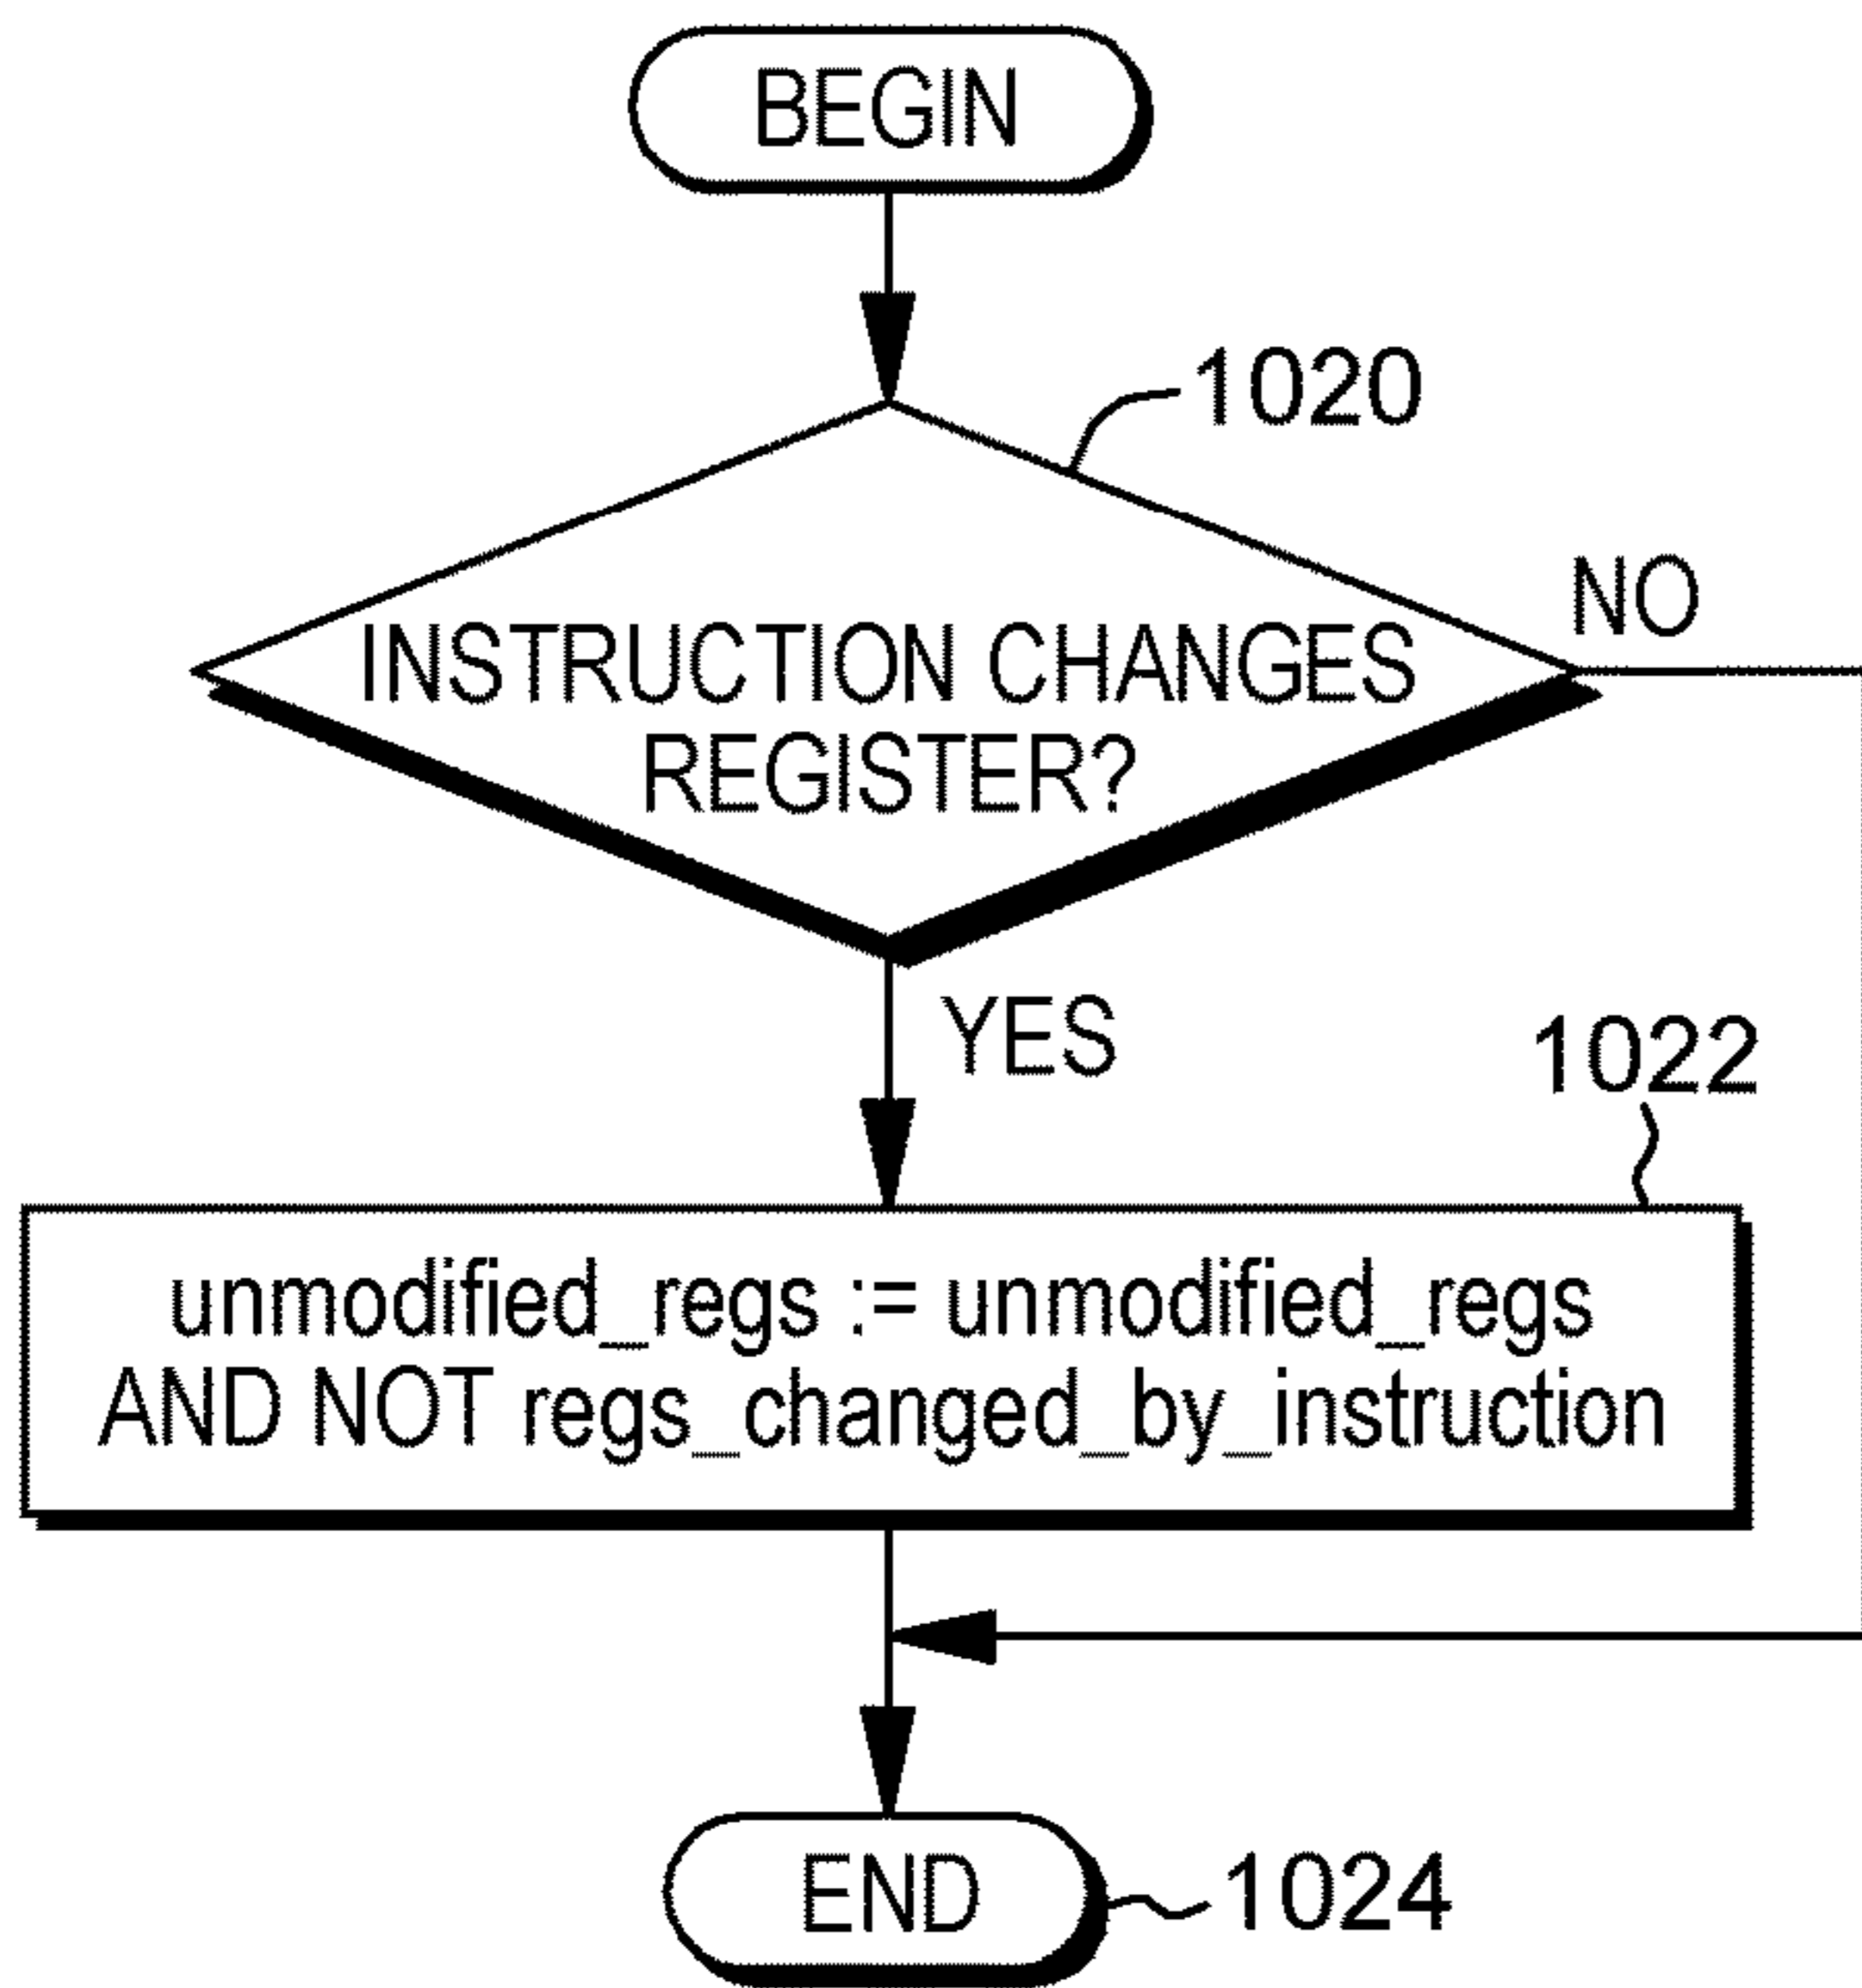 BEGIN
1020
NO
INSTRUCTION CHANGES
REGISTER?
YES
1022
unmodified_regs := unmodified_regs
AND NOT regs_changed_by_instruction
END
1024